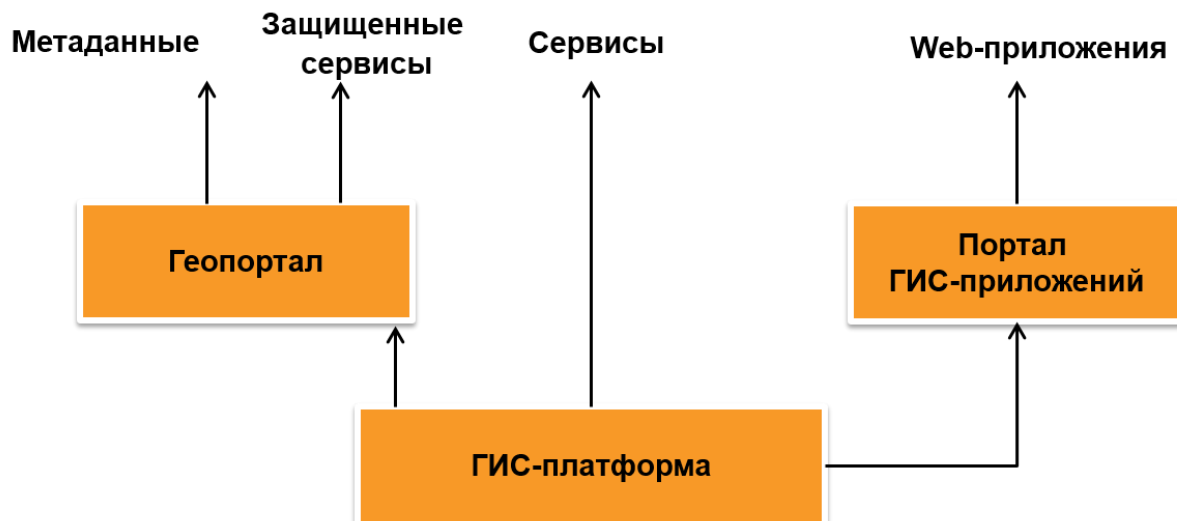 Метаданные
Защищенные
сервисы
Сервисы
Web-приложения
Геопортал
Портал
ГИС-приложений
ГИС-платформа